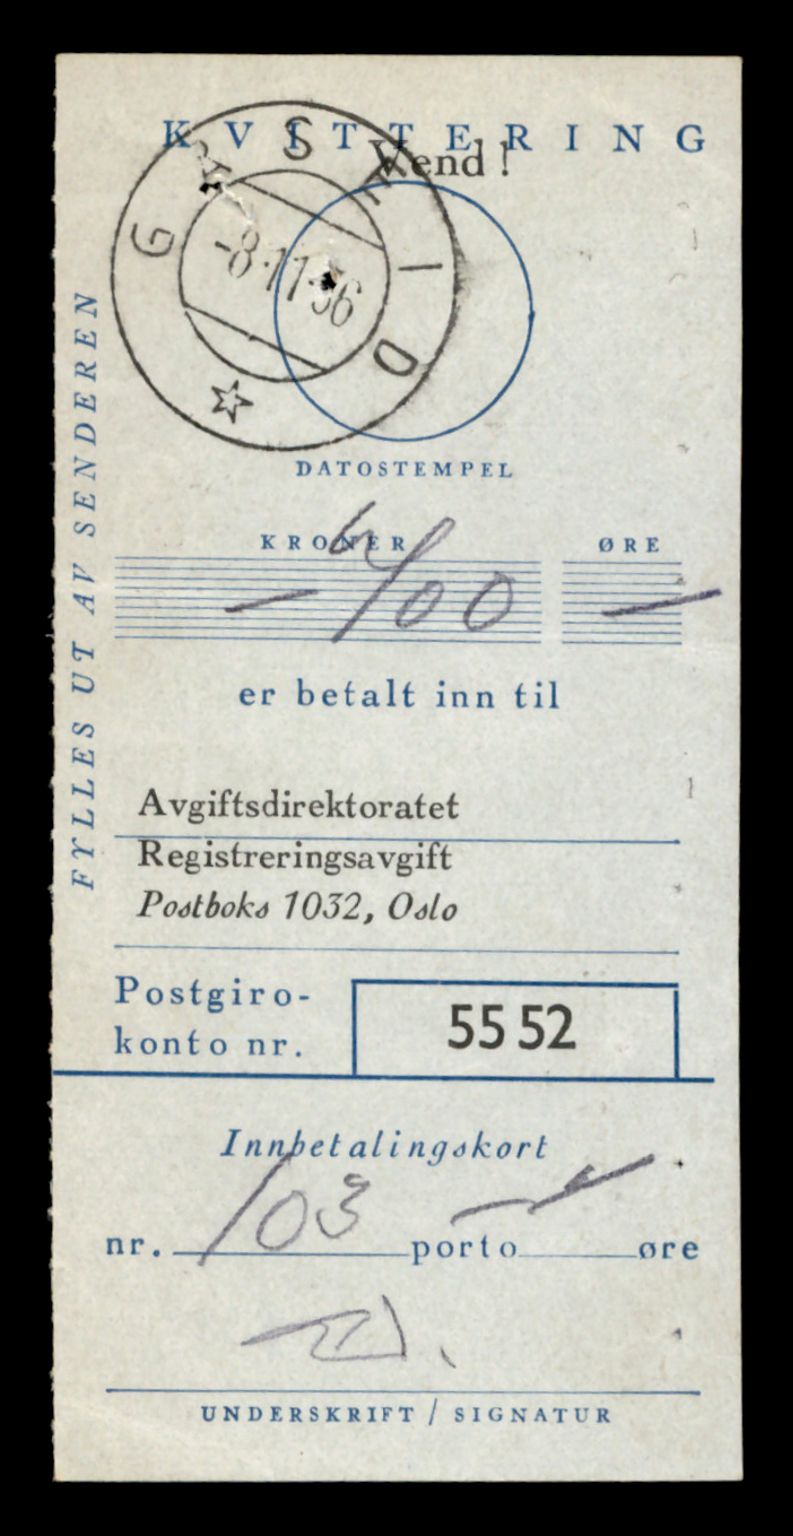 KVITTERING
Vend !
GRASEID
-8.11.56
DATOSTEMPEL
FYLLES UT AV SENDEREN
KRONER ØRE
— 400 —
er betalt inn til
Avgiftsdirektoratet
Registreringsavgift
Postboks 1032, Oslo
Postgiro-
konto nr. 5552
Innbetalingskort
nr. 103 porto — øre
UNDERSKRIFT / SIGNATUR